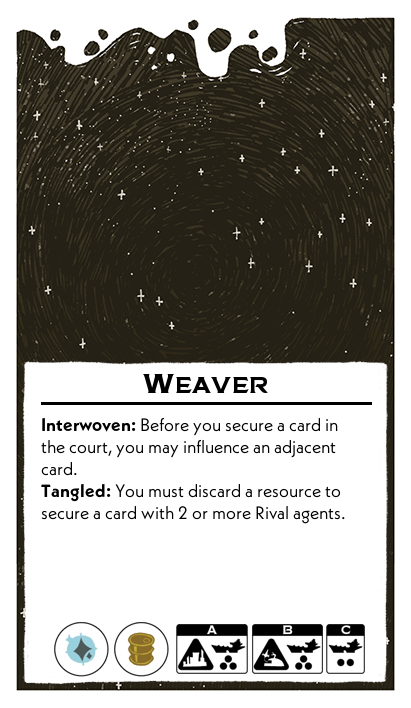 WEAVER
Interwoven: Before you secure a card in
the court, you may influence an adjacent
card.
Tangled: You must discard a resource to
secure a card with 2 or more Rival agents.
A B C